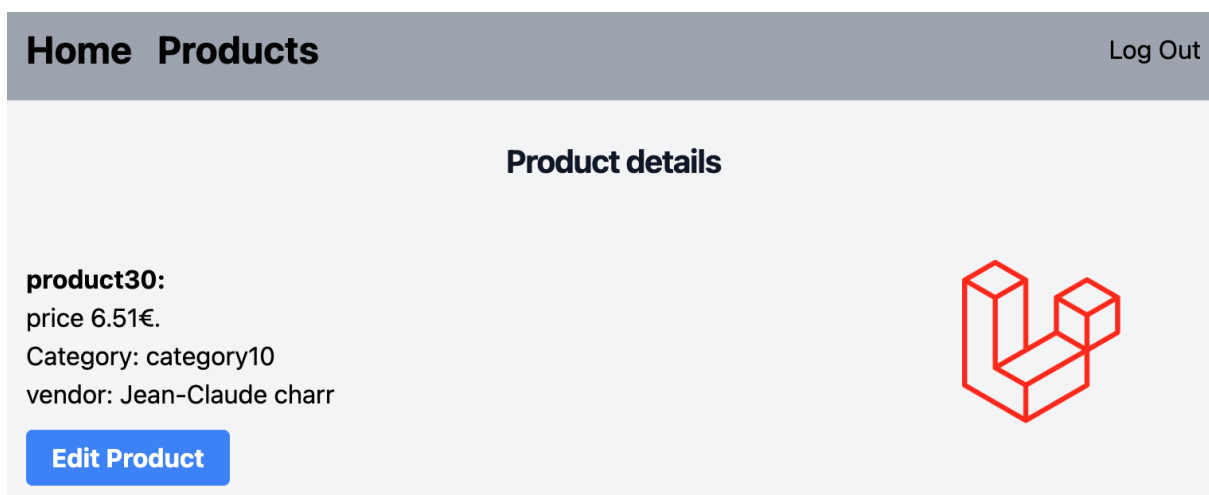 Home Products Log Out
Product details
product30:
price 6.51€.
Category: category10
vendor: Jean-Claude charr
Edit Product